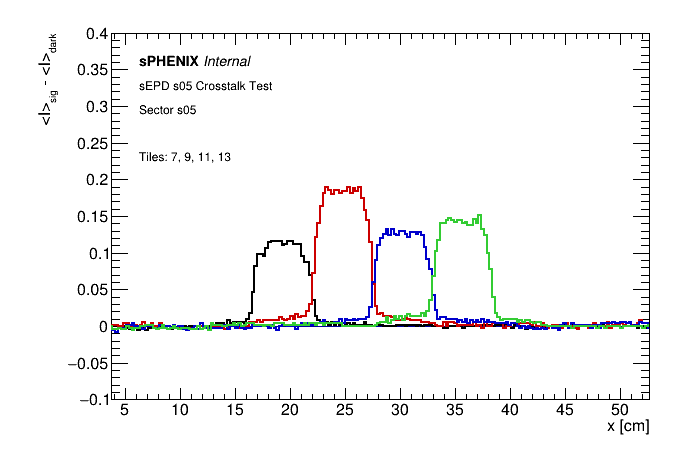 0.4
<I>sig - <I>dark
sPHENIX Internal
0.35
sEPD s05 Crosstalk Test
0.3
Sector s05
0.25
Tiles: 7, 9, 11, 13
0.2
0.15
0.1
0.05
0
−0.05
−0.1
5 10 15 20 25 30 35 40 45 50
x [cm]